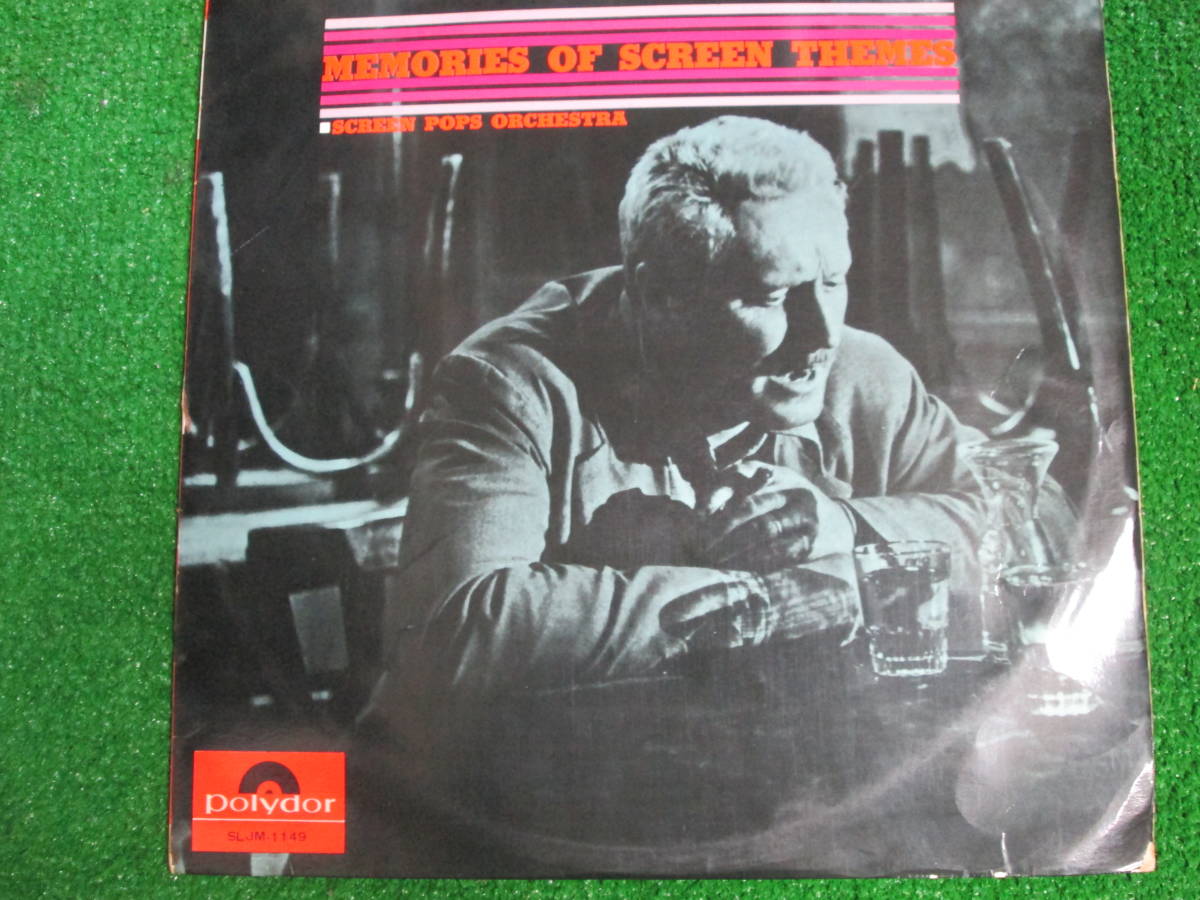 MEMORIES OF SCREEN THEMES
SCREEN POPS ORCHESTRA
polydor
SLJM-1149